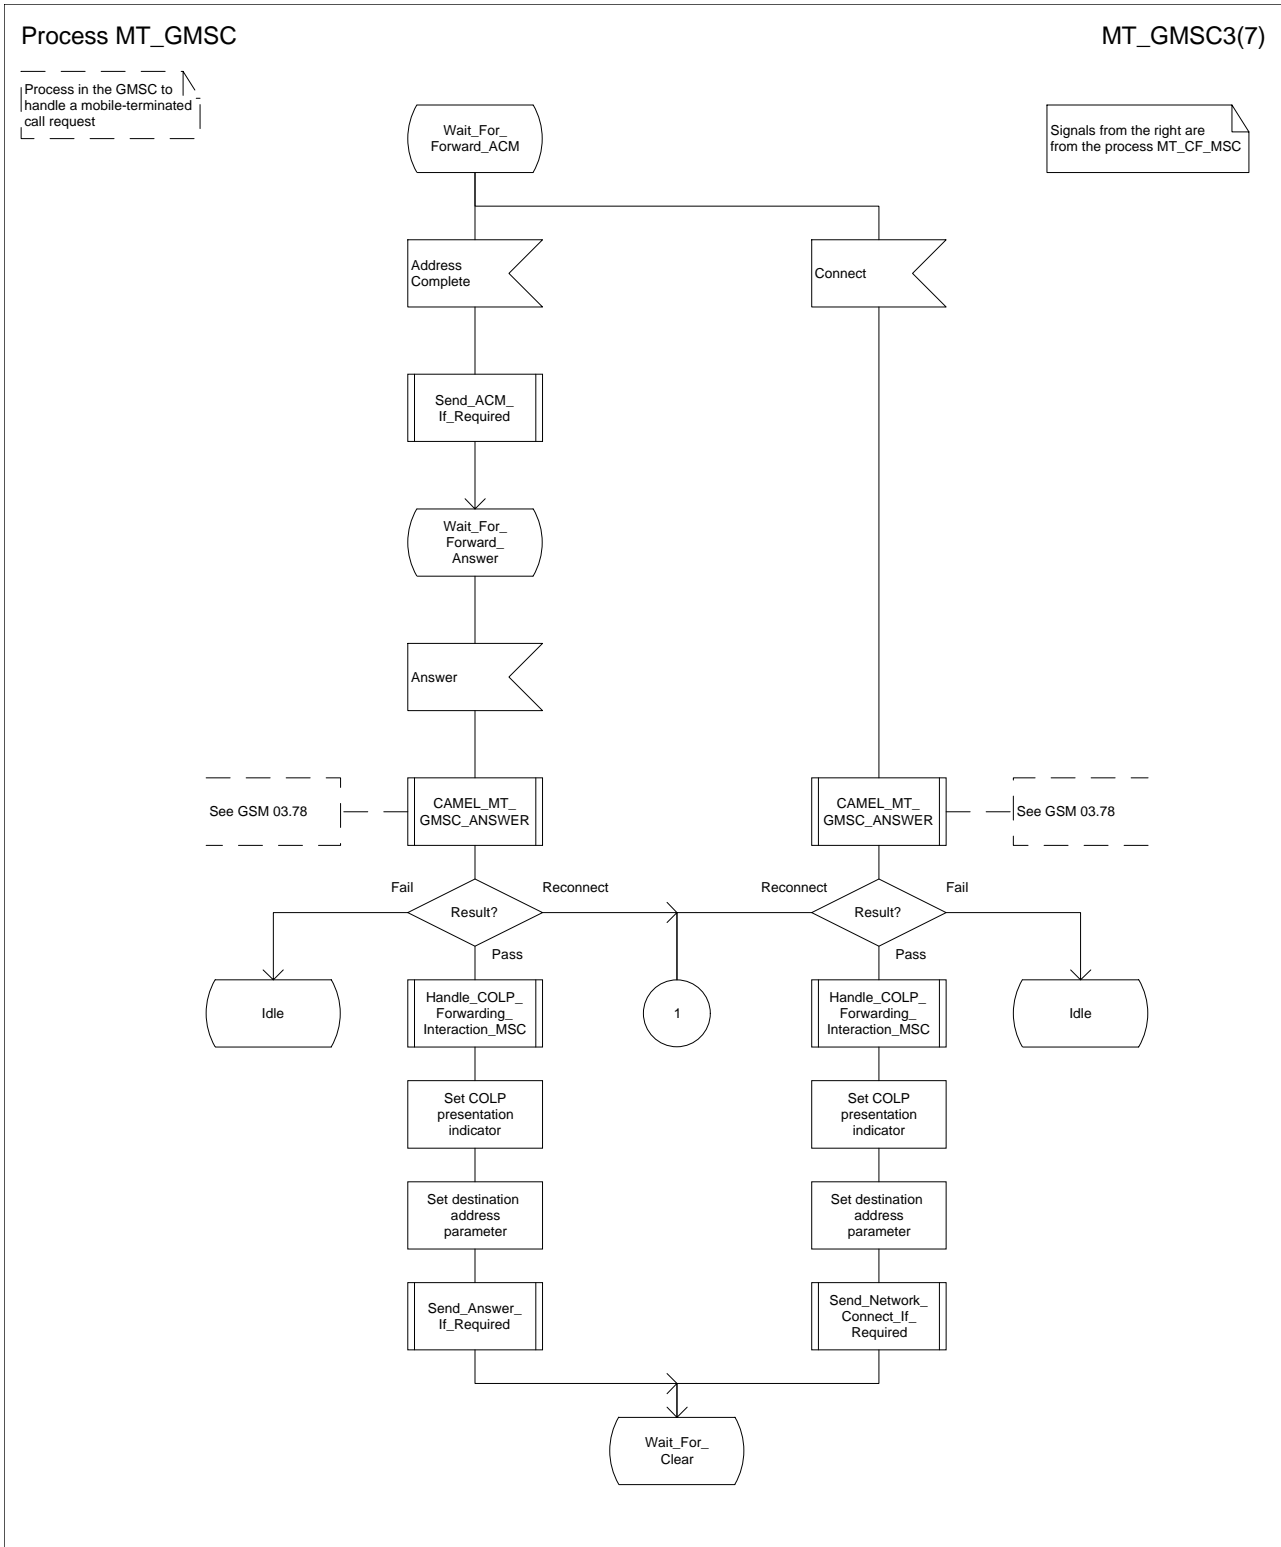 Process MT_GMSC
MT_GMSC3(7)
Process in the GMSC to
handle a mobile-terminated
call request
Signals from the right are
from the process MT_CF_MSC
Wait_For_
Forward_ACM
Address
Complete
Connect
Send_ACM_
If_Required
Wait_For_
Forward_
Answer
Answer
See GSM 03.78
CAMEL_MT_
GMSC_ANSWER
CAMEL_MT_
GMSC_ANSWER
See GSM 03.78
Fail
Reconnect
Reconnect
Fail
Result?
Result?
Pass
Pass
Idle
Handle_COLP_
Forwarding_
Interaction_MSC
1
Handle_COLP_
Forwarding_
Interaction_MSC
Idle
Set COLP
presentation
indicator
Set COLP
presentation
indicator
Set destination
address
parameter
Set destination
address
parameter
Send_Answer_
If_Required
Send_Network_
Connect_If_
Required
Wait_For_
Clear